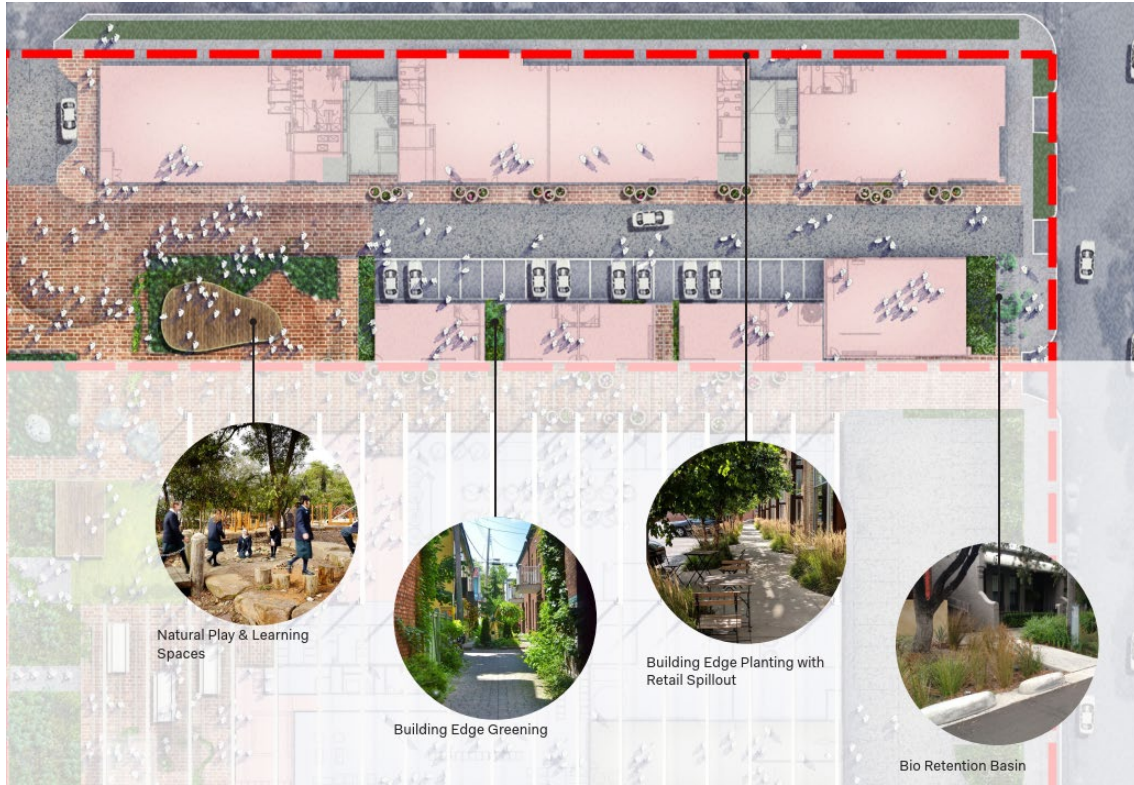 Natural Play & Learning
Spaces
Building Edge Greening
Building Edge Planting with
Retail Spillout
Bio Retention Basin